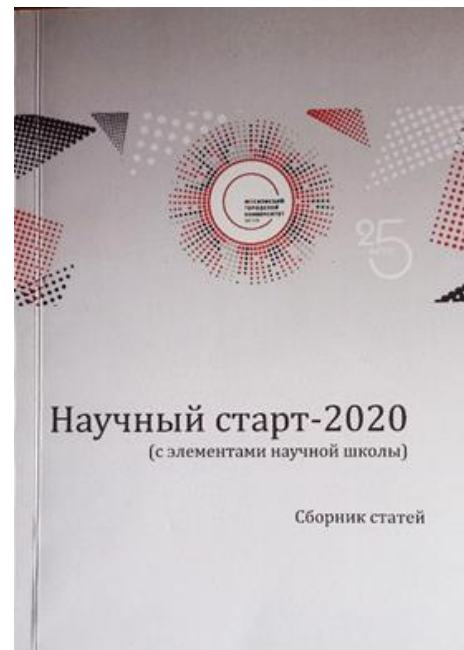 МОСКОВСКИЙ
ГОРОДСКОЙ
УНИВЕРСИТЕТ
25
Научный старт-2020
(с элементами научной школы)
Сборник статей